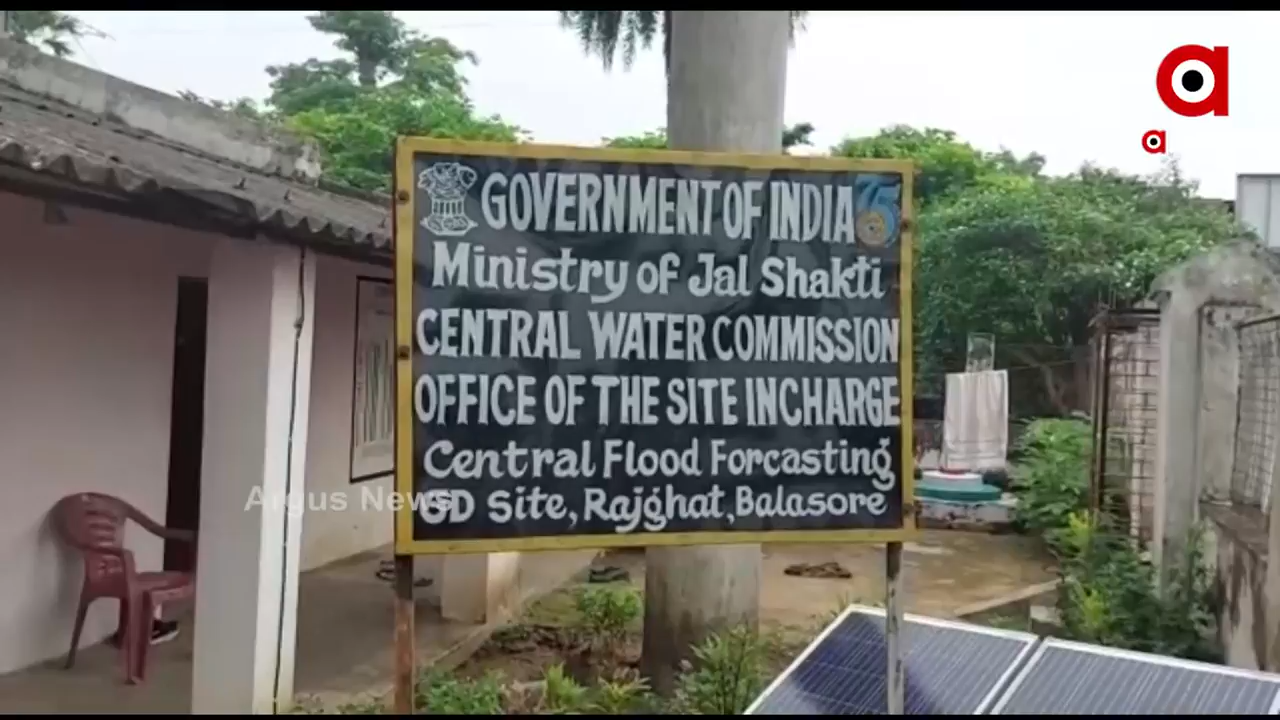 GOVERNMENT OF INDIA 75
Ministry of Jal Shakti
CENTRAL WATER COMMISSION
OFFICE OF THE SITE INCHARGE
Central Flood Forcasting
GD Site, Rajghat, Balasore
Argus News
a
a